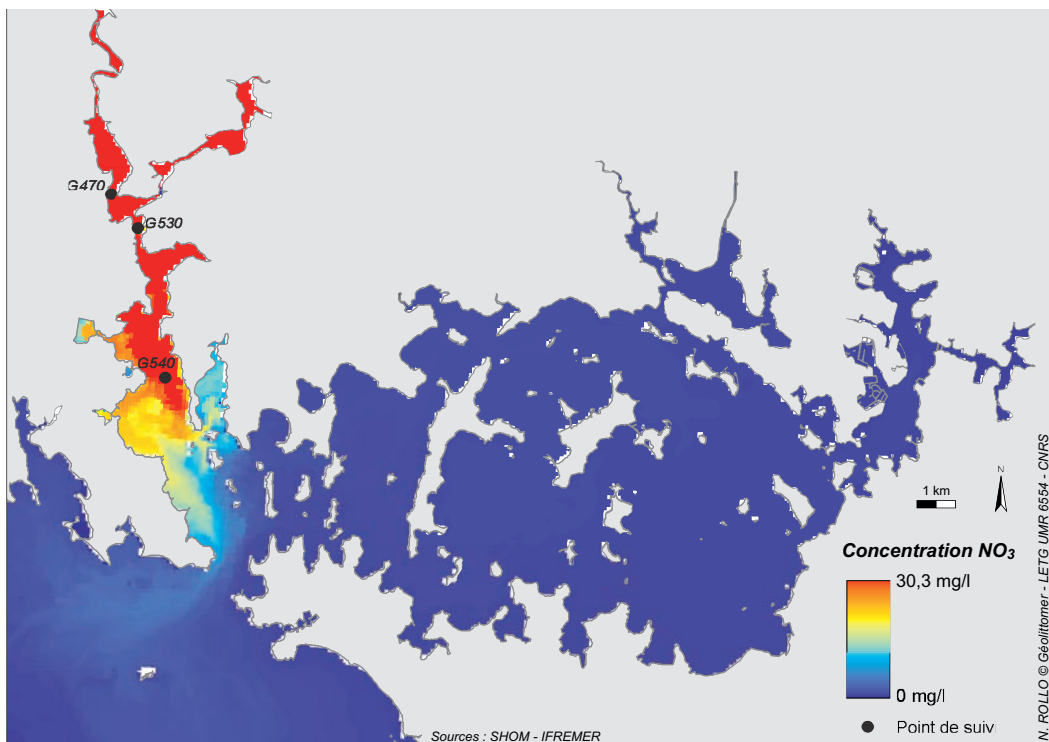 G470
G530
G540
N
1 km
Concentration NO3
30,3 mg/l
0 mg/l
Point de suivi
Sources : SHOM - IFREMER
N. ROLLO © Géolittomer - LETG UMR 6554 - CNRS